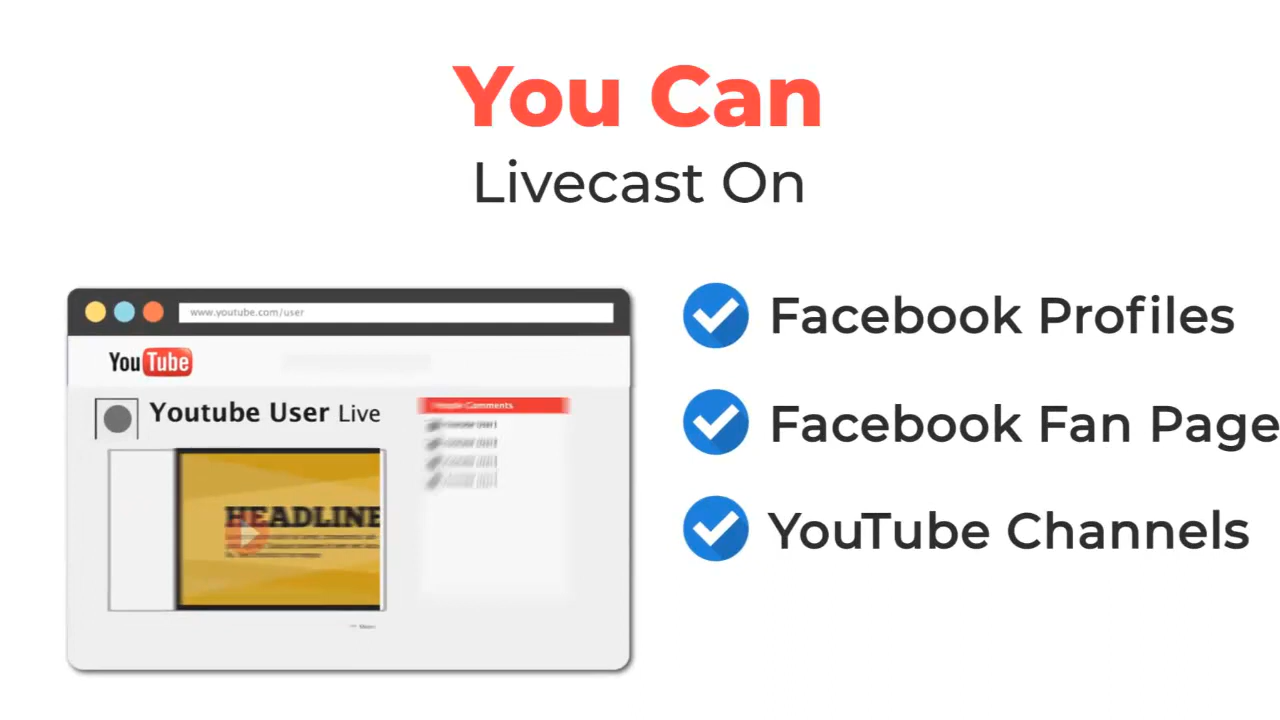 You Can
Livecast On
www.youtube.com/user
YouTube
Youtube User Live
Comments
HEADLINE
Facebook Profiles
Facebook Fan Page
YouTube Channels